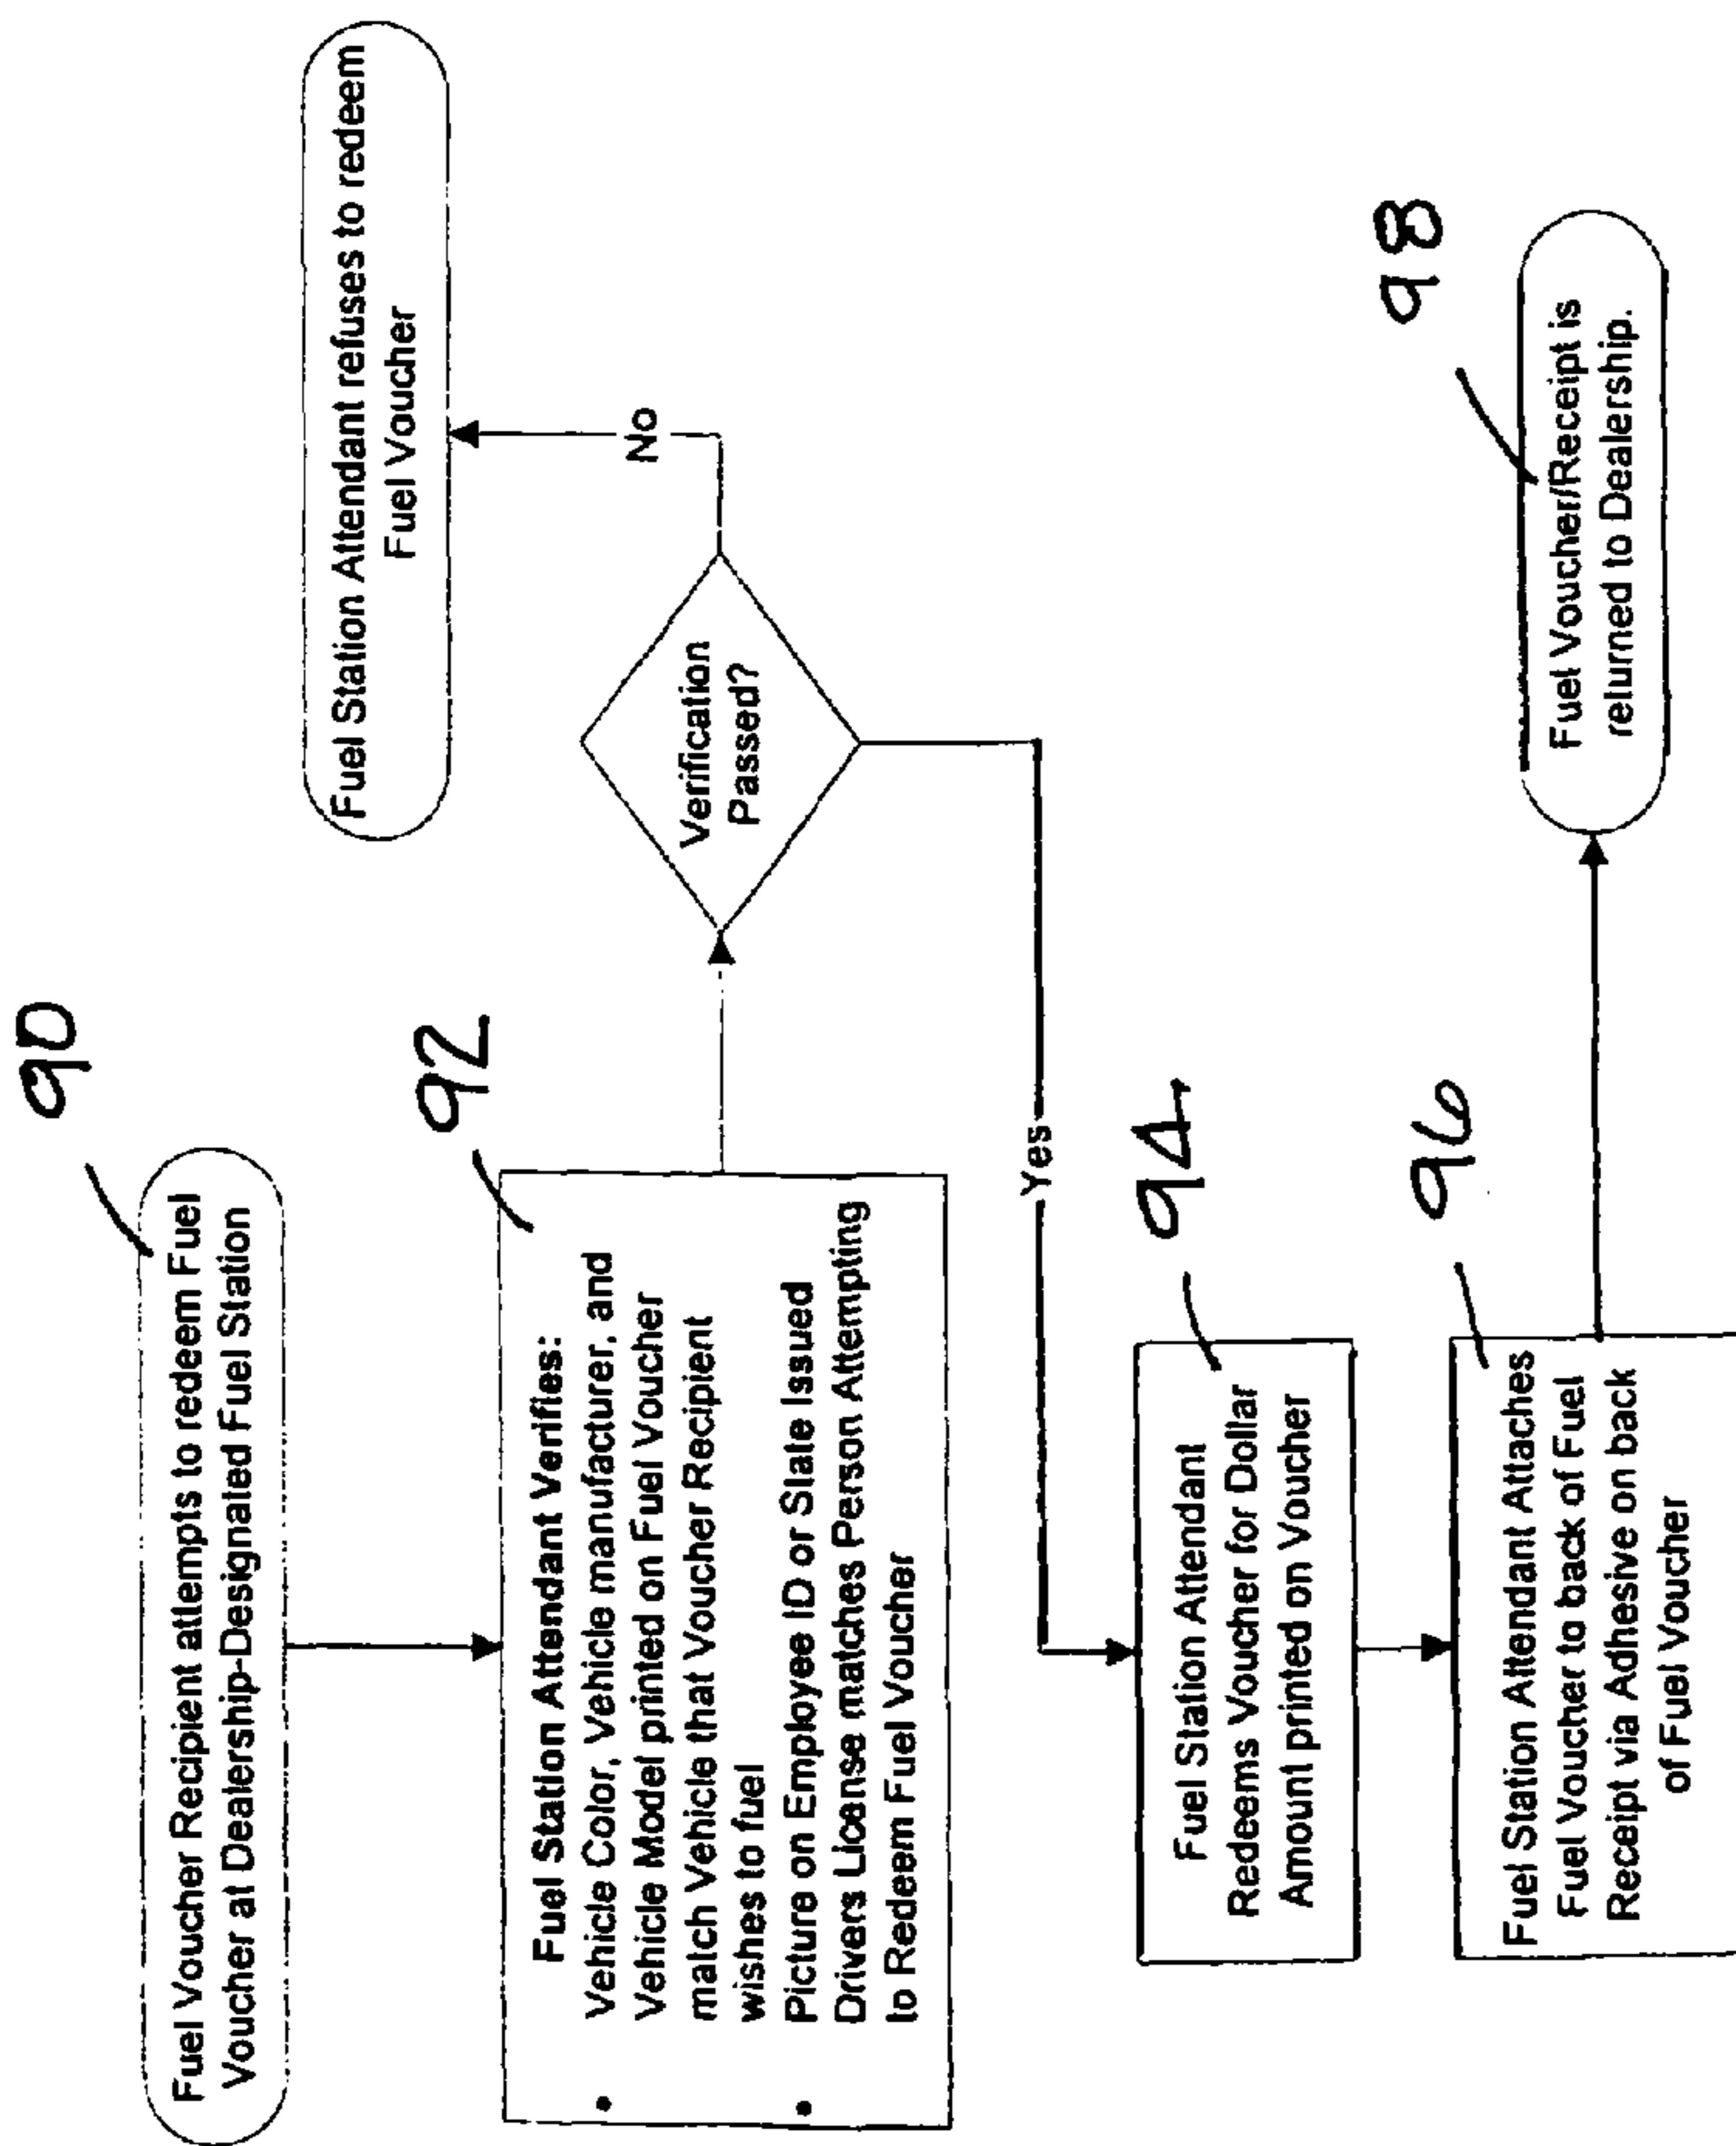 90
Fuel Voucher Recipient attempts to redeem Fuel
Voucher at Dealership-Designated Fuel Station
92
Fuel Station Attendant Verifies:
• Vehicle Color, Vehicle manufacturer, and
Vehicle Model printed on Fuel Voucher
match Vehicle that Voucher Recipient
wishes to fuel
• Picture on Employee ID or State Issued
Drivers License matches Person Attempting
to Redeem Fuel Voucher
Verification
Passed?
No
Fuel Station Attendant refuses to redeem
Fuel Voucher
Yes
94
Fuel Station Attendant
Redeems Voucher for Dollar
Amount printed on Voucher
96
Fuel Station Attendant Attaches
Fuel Voucher to back of Fuel
Receipt via Adhesive on back
of Fuel Voucher
98
Fuel Voucher/Receipt is
returned to Dealership.